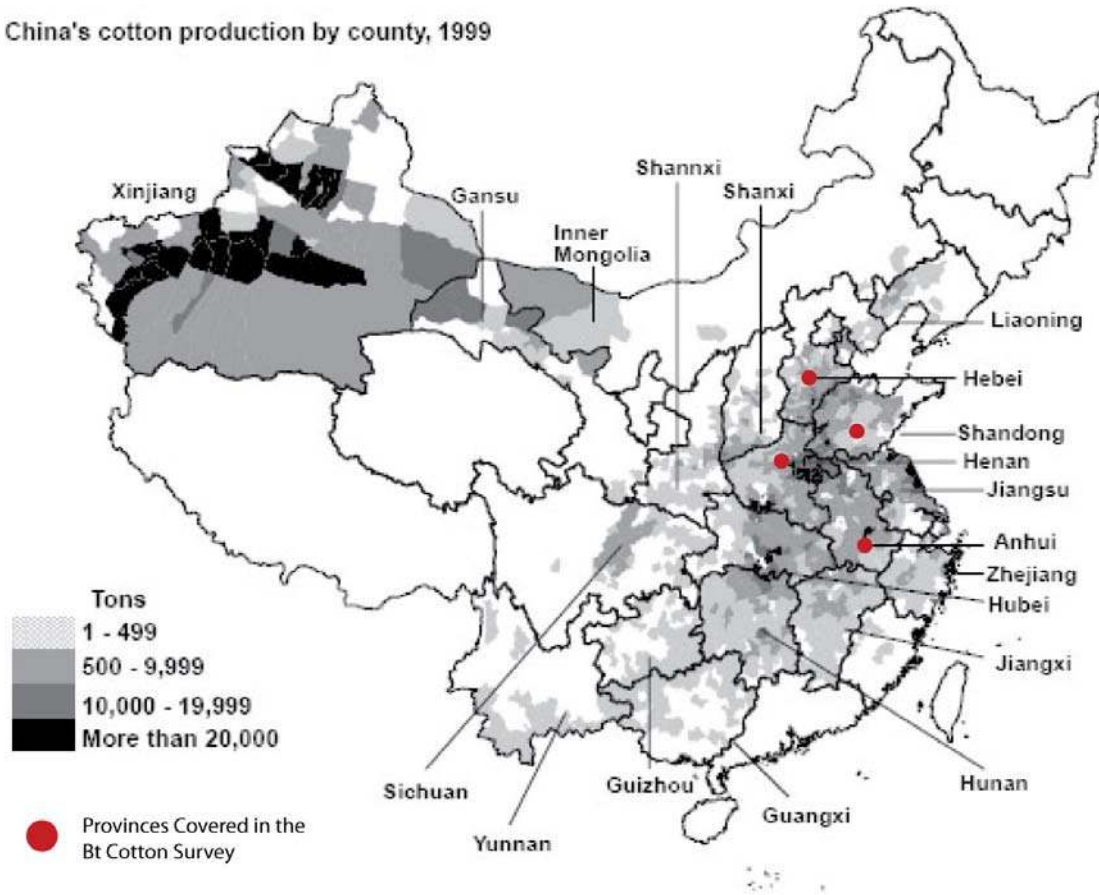 China's cotton production by county, 1999
Shannxi
Shanxi
Xinjiang
Gansu
Inner
Mongolia
Liaoning
Hebei
Shandong
Henan
Jiangsu
Anhui
Zhejiang
Hubei
Jiangxi
Tons
1 - 499
500 - 9,999
10,000 - 19,999
More than 20,000
Sichuan
Guizhou
Hunan
Guangxi
Yunnan
Provinces Covered in the
Bt Cotton Survey